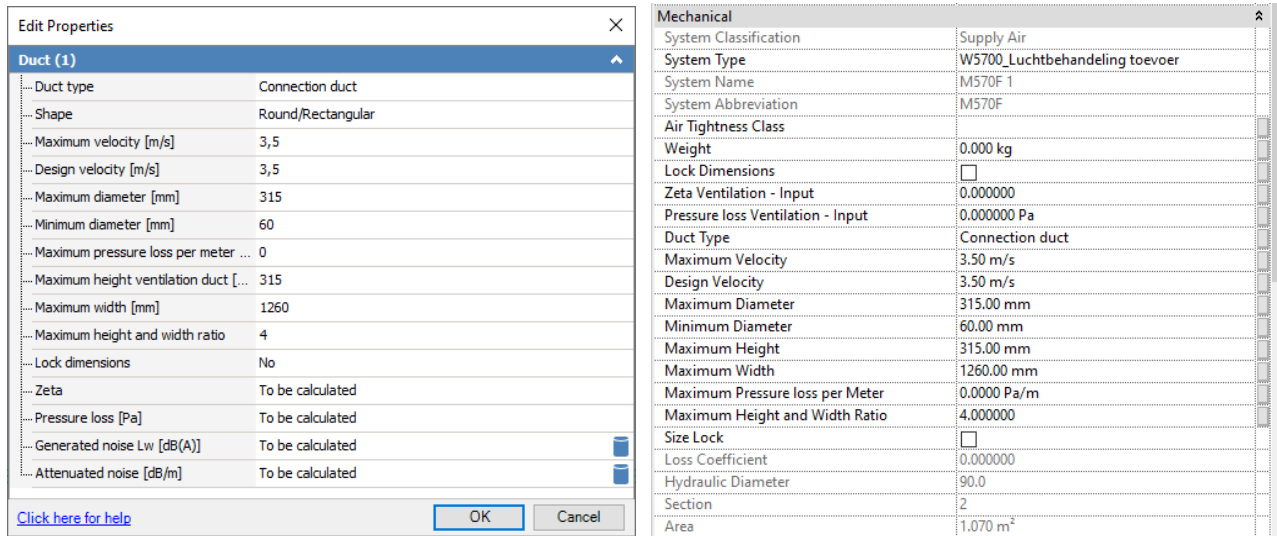 Edit Properties
Duct (1)
Duct type Connection duct
Shape Round/Rectangular
Maximum velocity [m/s] 3,5
Design velocity [m/s] 3,5
Maximum diameter [mm] 315
Minimum diameter [mm] 60
Maximum pressure loss per meter ... 0
Maximum height ventilation duct [... 315
Maximum width [mm] 1260
Maximum height and width ratio 4
Lock dimensions No
Zeta To be calculated
Pressure loss [Pa] To be calculated
Generated noise Lw [dB(A)] To be calculated
Attenuated noise [dB/m] To be calculated
Click here for help OK Cancel
Mechanical
System Classification Supply Air
System Type W5700_Luchtbehandeling toevoer
System Name M570F 1
System Abbreviation M570F
Air Tightness Class
Weight 0.000 kg
Lock Dimensions
Zeta Ventilation - Input 0.000000
Pressure loss Ventilation - Input 0.000000 Pa
Duct Type Connection duct
Maximum Velocity 3.50 m/s
Design Velocity 3.50 m/s
Maximum Diameter 315.00 mm
Minimum Diameter 60.00 mm
Maximum Height 315.00 mm
Maximum Width 1260.00 mm
Maximum Pressure loss per Meter 0.0000 Pa/m
Maximum Height and Width Ratio 4.000000
Size Lock
Loss Coefficient 0.000000
Hydraulic Diameter 90.0
Section 2
Area 1.070 m²